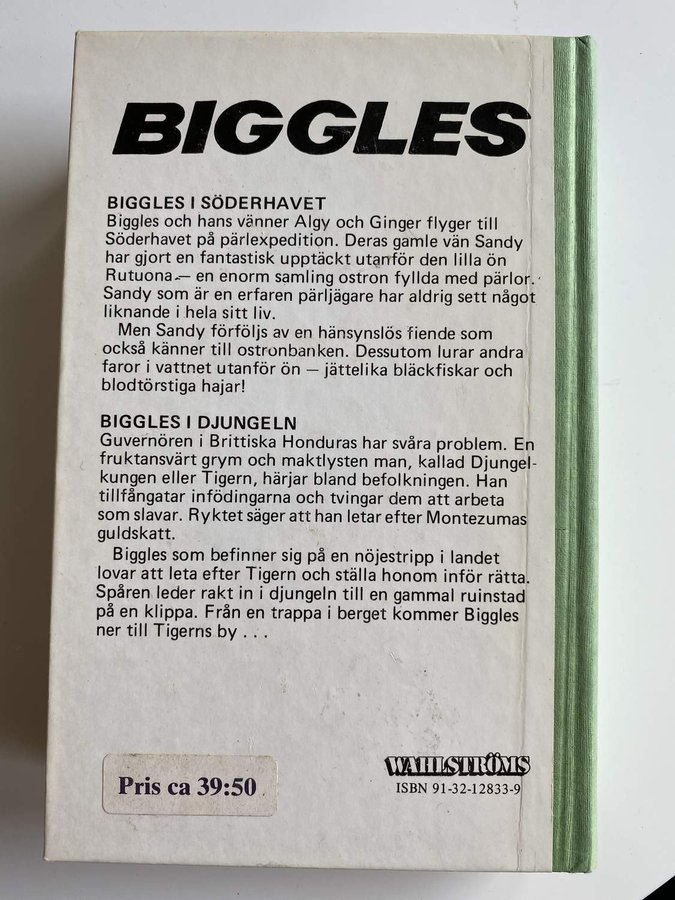 BIGGLES
BIGGLES I SÖDERHAVET
Biggles och hans vänner Algy och Ginger flyger till
Söderhavet på pärlexpedition. Deras gamle vän Sandy
har gjort en fantastisk upptäckt utanför den lilla ön
Rutuona — en enorm samling ostron fyllda med pärlor.
Sandy som är en erfaren pärljägare har aldrig sett något
liknande i hela sitt liv.
Men Sandy förföljs av en hänsynslös fiende som
också känner till ostronbanken. Dessutom lurar andra
faror i vattnet utanför ön — jättelika bläckfiskar och
blodtörstiga hajar!
BIGGLES I DJUNGELN
Guvernören i Brittiska Honduras har svåra problem. En
fruktansvärt grym och maktlysten man, kallad Djungel-
kungen eller Tigern, härjar bland befolkningen. Han
tillfångatar infödingarna och tvingar dem att arbeta
som slavar. Ryktet säger att han letar efter Montezumas
guldskatt.
Biggles som befinner sig på en nöjestripp i landet
lovar att leta efter Tigern och ställa honom inför rätta.
Spåren leder rakt in i djungeln till en gammal ruinstad
på en klippa. Från en trappa i berget kommer Biggles
ner till Tigerns by . . .
WAHLSTRÖMS
ISBN 91-32-12833-9
Pris ca 39:50